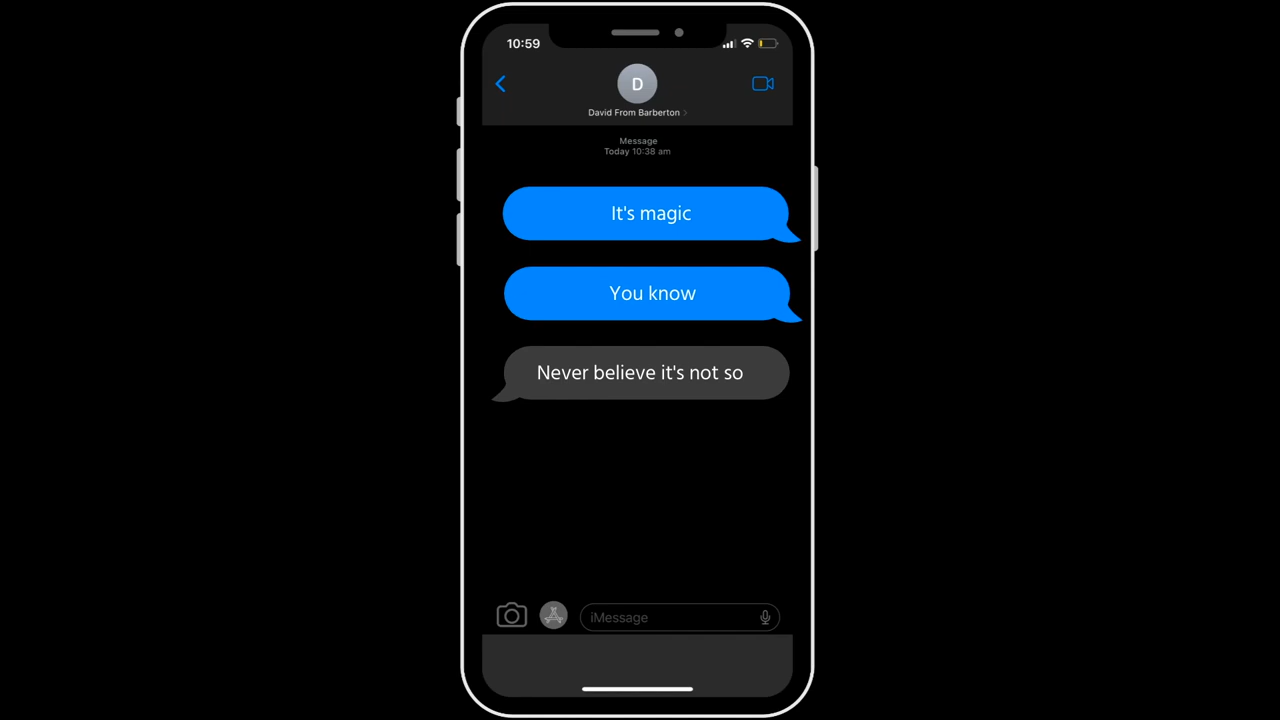 10:59
D
David From Barberton
Message
Today 10:38 am
It's magic
You know
Never believe it's not so
iMessage